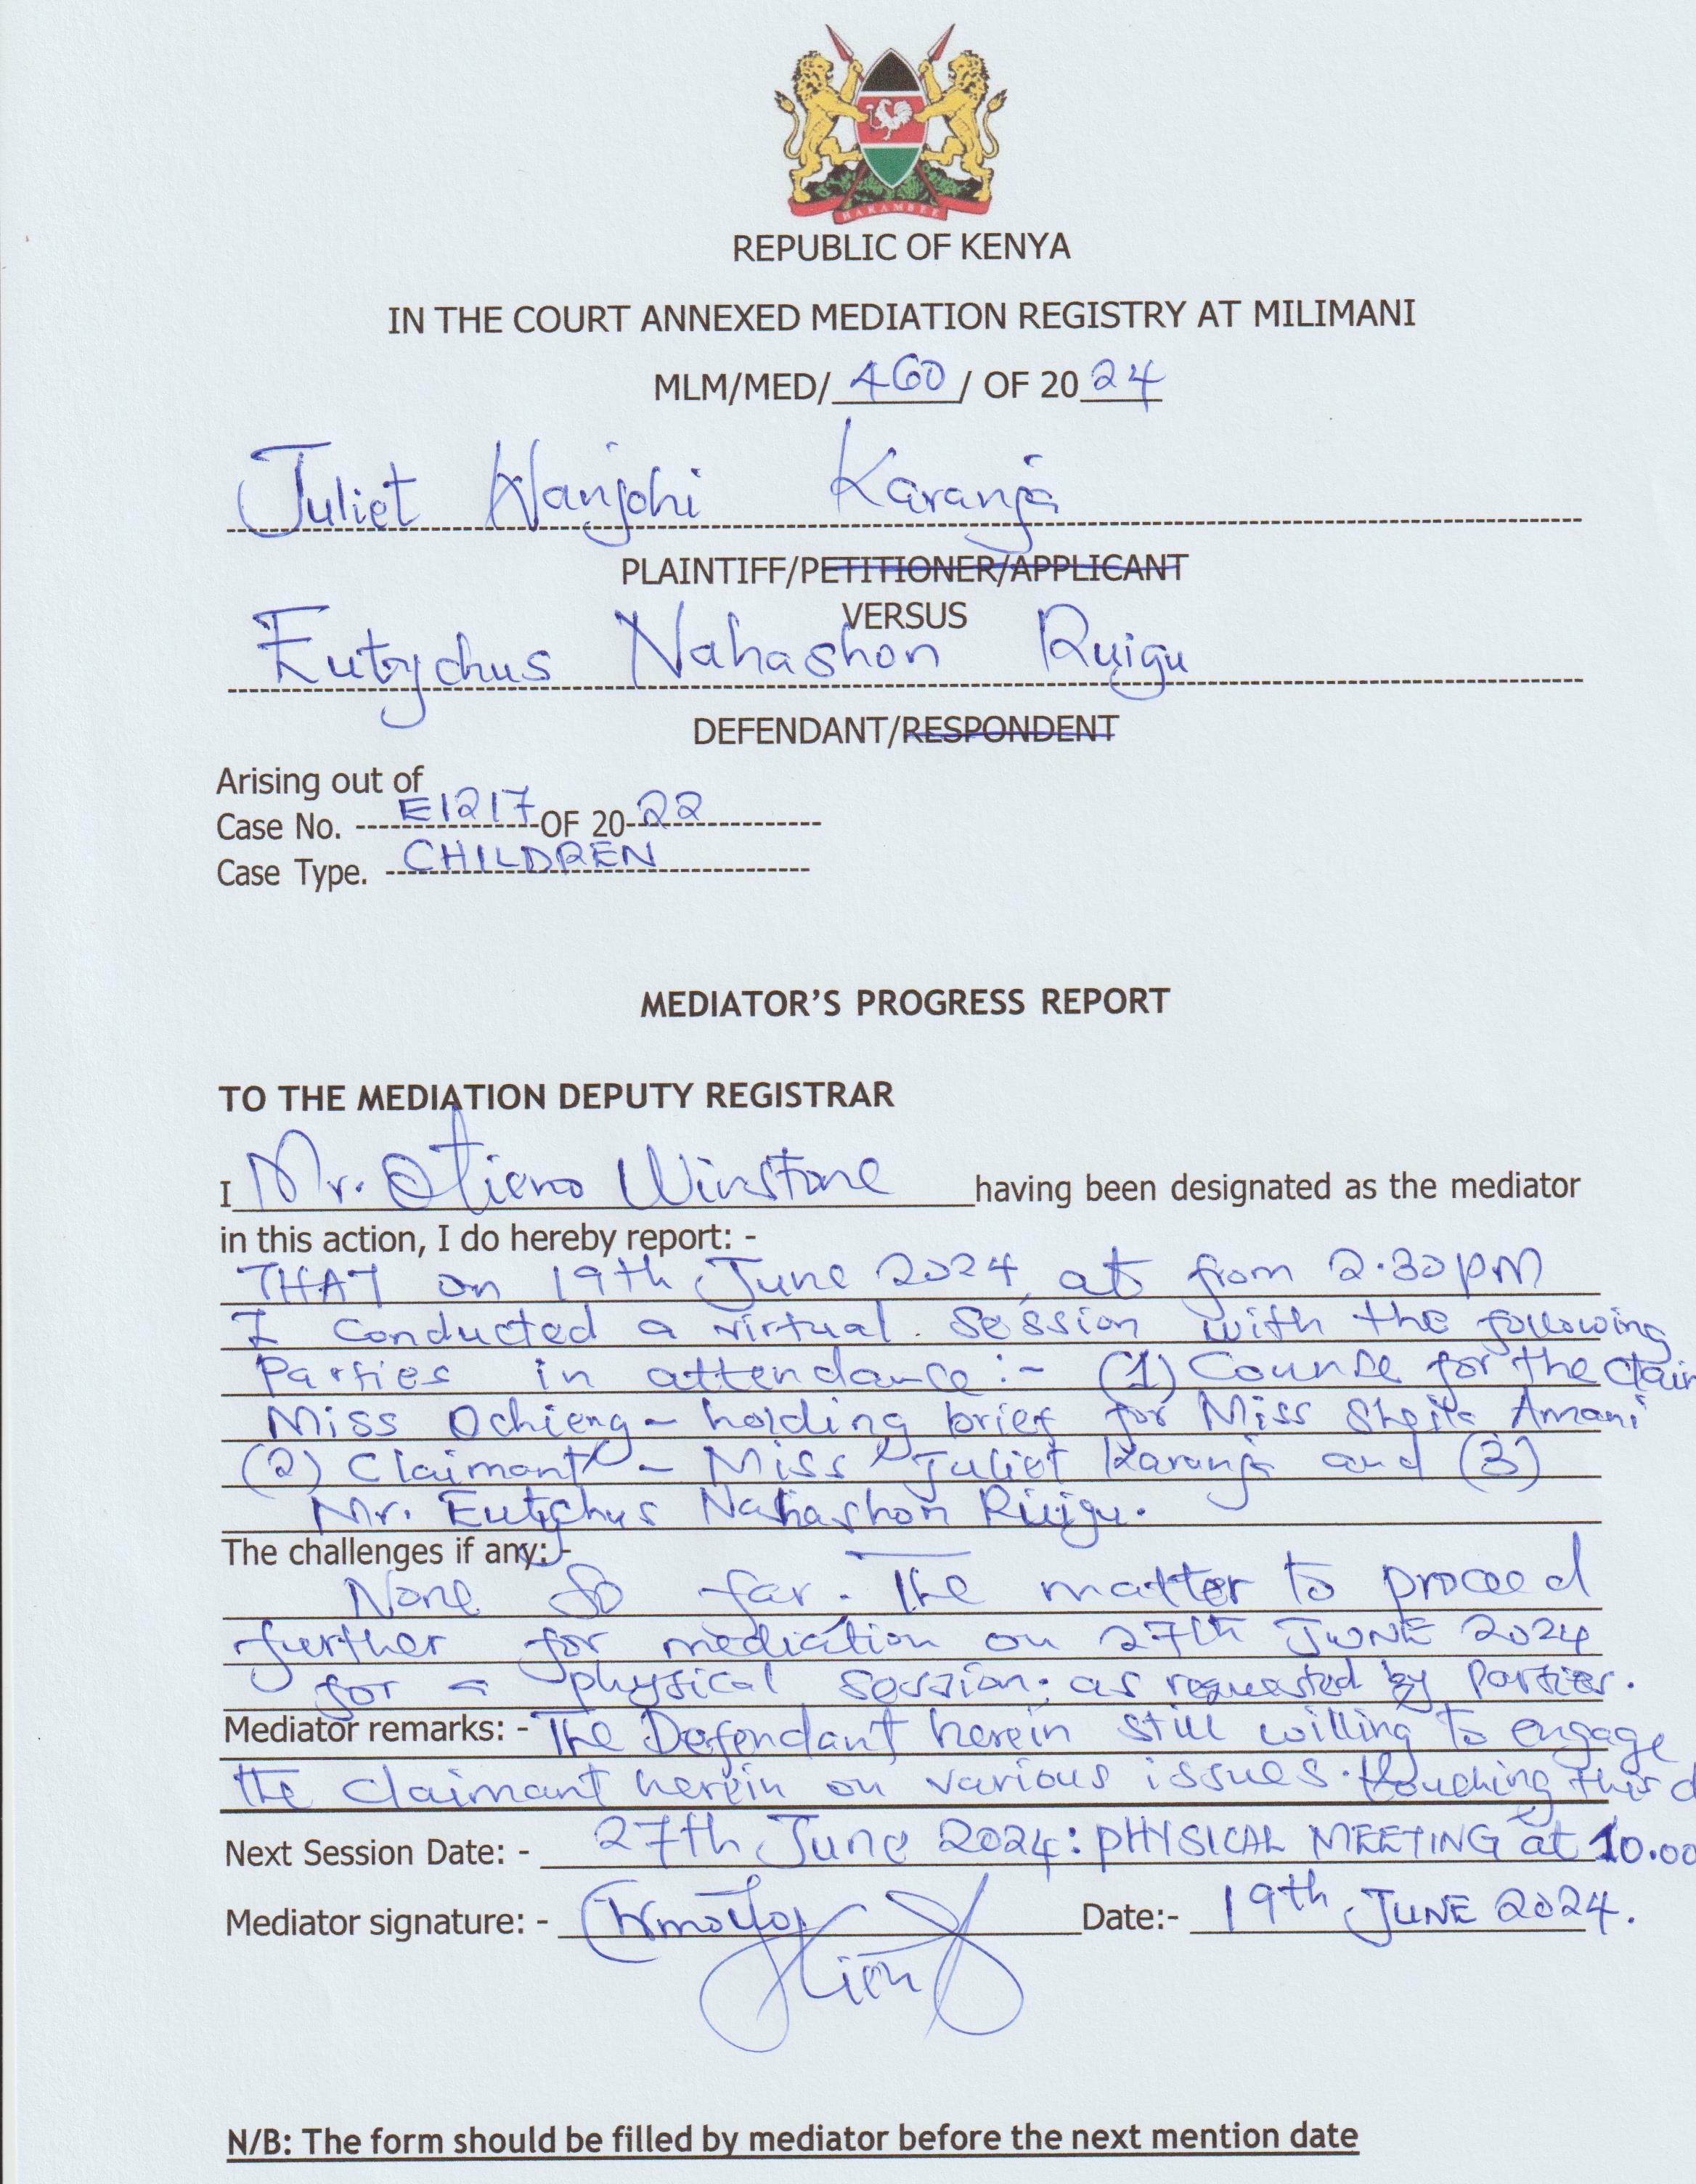 HARAMBEE
REPUBLIC OF KENYA
IN THE COURT ANNEXED MEDIATION REGISTRY AT MILIMANI
MLM/MED/ 460 / OF 20 24
Juliet Wanjohi Karanja
PLAINTIFF/PETITIONER/APPLICANT
VERSUS
Eutychus Nahashon Ruigu
DEFENDANT/RESPONDENT
Arising out of
Case No. E1217 OF 20 22
Case Type. CHILDREN
MEDIATOR'S PROGRESS REPORT
TO THE MEDIATION DEPUTY REGISTRAR
I Mr. Otieno Winstone having been designated as the mediator
in this action, I do hereby report: -
THAT on 19th June 2024, at from 2.30pm
I conducted a virtual session with the following
Parties in attendance:- (1) Counse for the Clai
Miss Ochieng - holding brief for Miss Sheila Amani
(2) Claimant - Miss Juliet Karanja and (3)
Mr. Eutychus Nahashon Ruigu.
The challenges if any: -
None So far. The matter to proceed
further for mediation on 27th JUNE 2024
for a physical session; as requested by Parties.
Mediator remarks: - The Defendant herein still willing to engage
the claimant herein on various issues touching this
Next Session Date: - 27th June 2024: PHYSICAL MEETING at 10.00
Mediator signature: - Date:- 19th JUNE 2024.
N/B: The form should be filled by mediator before the next mention date